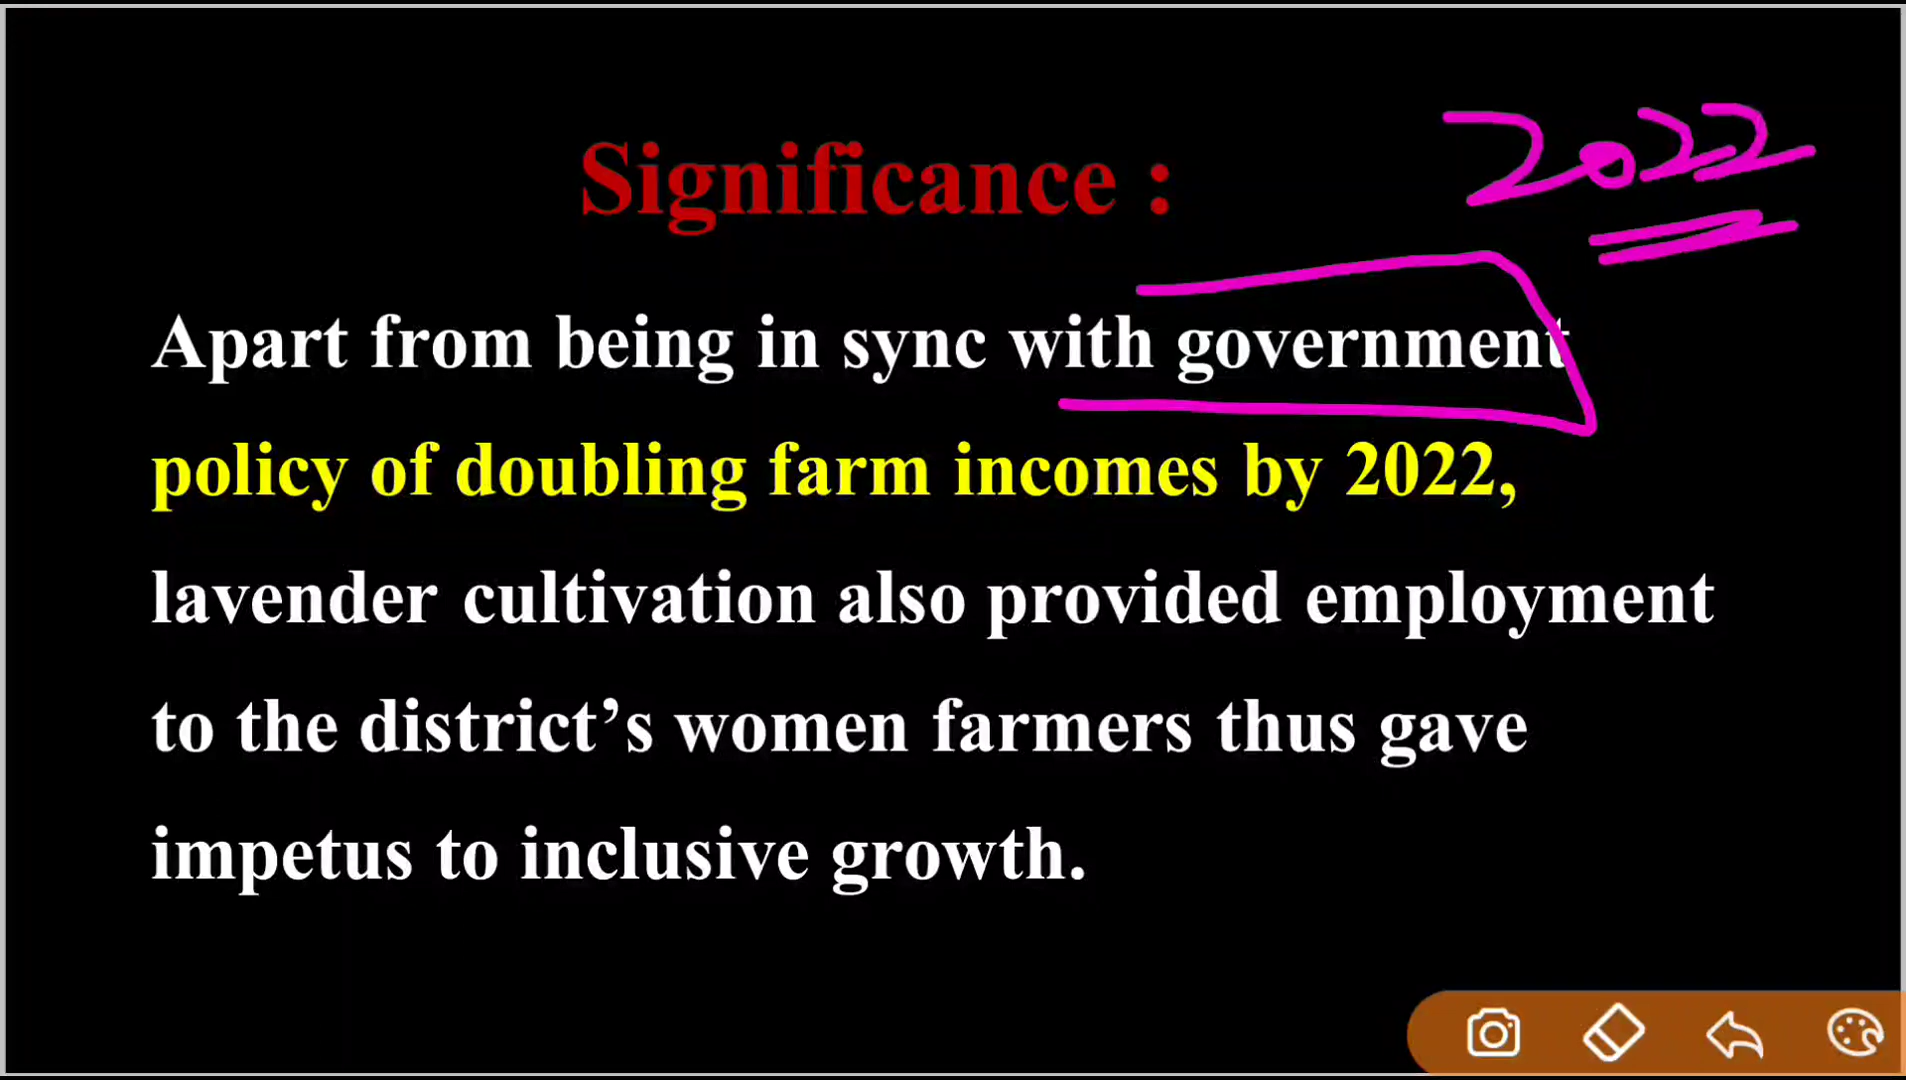 2022
Significance :
Apart from being in sync with government
policy of doubling farm incomes by 2022,
lavender cultivation also provided employment
to the district’s women farmers thus gave
impetus to inclusive growth.